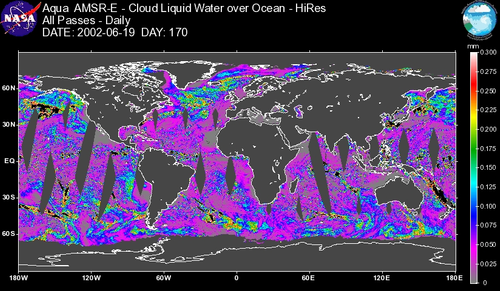 NASA
Aqua AMSR-E - Cloud Liquid Water over Ocean - HiRes
All Passes - Daily
DATE: 2002-06-19 DAY: 170
mm
0.300
0.275
0.250
0.225
0.200
0.175
0.150
0.125
0.100
0.075
0.050
0.025
0.000
60N
30N
EQ
30S
60S
180W 120W 60W 0 60E 120E 180E